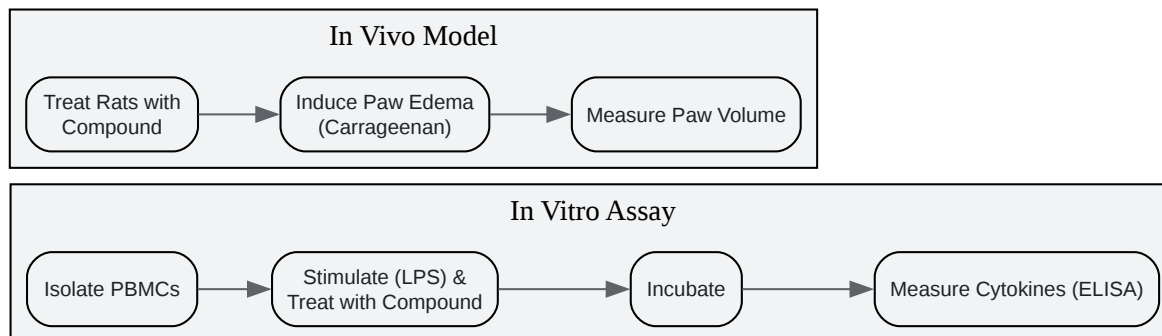 In Vivo Model
Treat Rats with
Compound
Induce Paw Edema
(Carrageenan)
Measure Paw Volume
In Vitro Assay
Isolate PBMCs
Stimulate (LPS) &
Treat with Compound
Incubate
Measure Cytokines (ELISA)